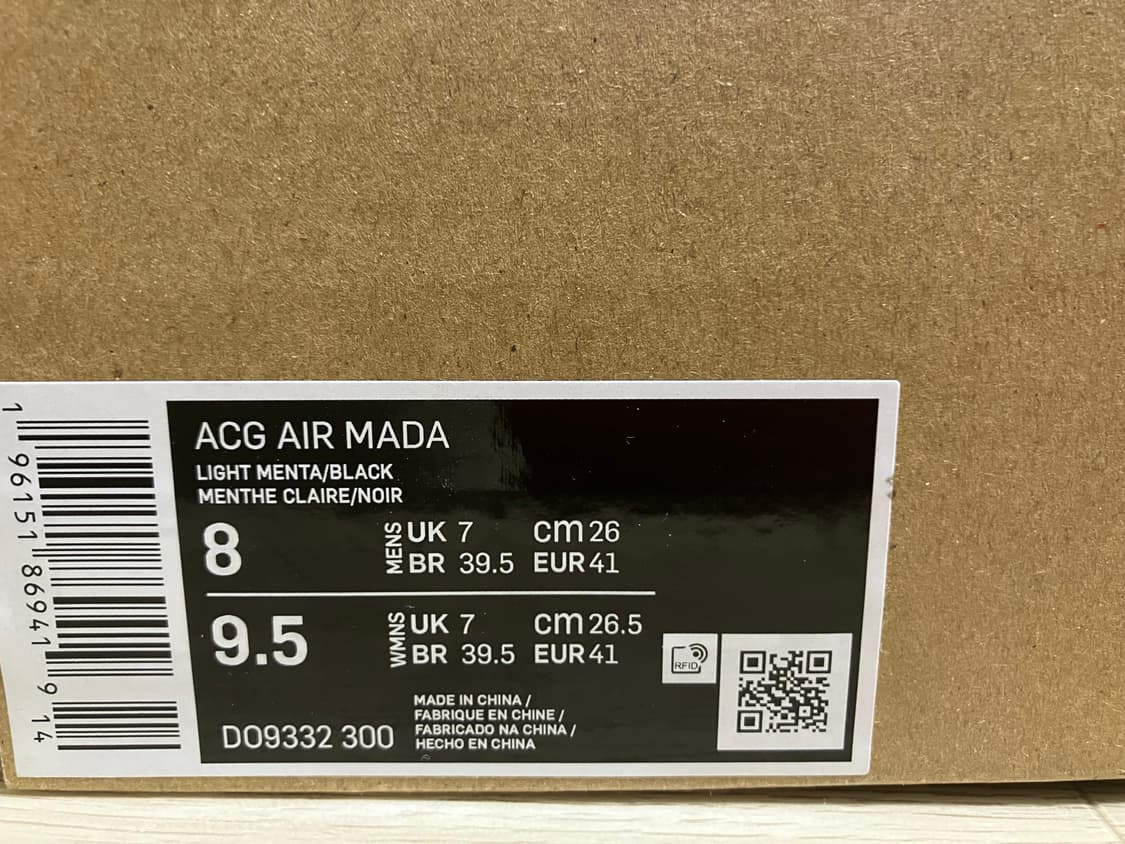 ACG AIR MADA
LIGHT MENTA/BLACK
MENTHE CLAIRE/NOIR
8
MENS
UK 7 cm 26
BR 39.5 EUR 41
9.5
WMNS
UK 7 cm 26.5
BR 39.5 EUR 41
RFID
DO9332 300
MADE IN CHINA /
FABRIQUE EN CHINE /
FABRICADO NA CHINA /
HECHO EN CHINA
1 96151 86941 9 14